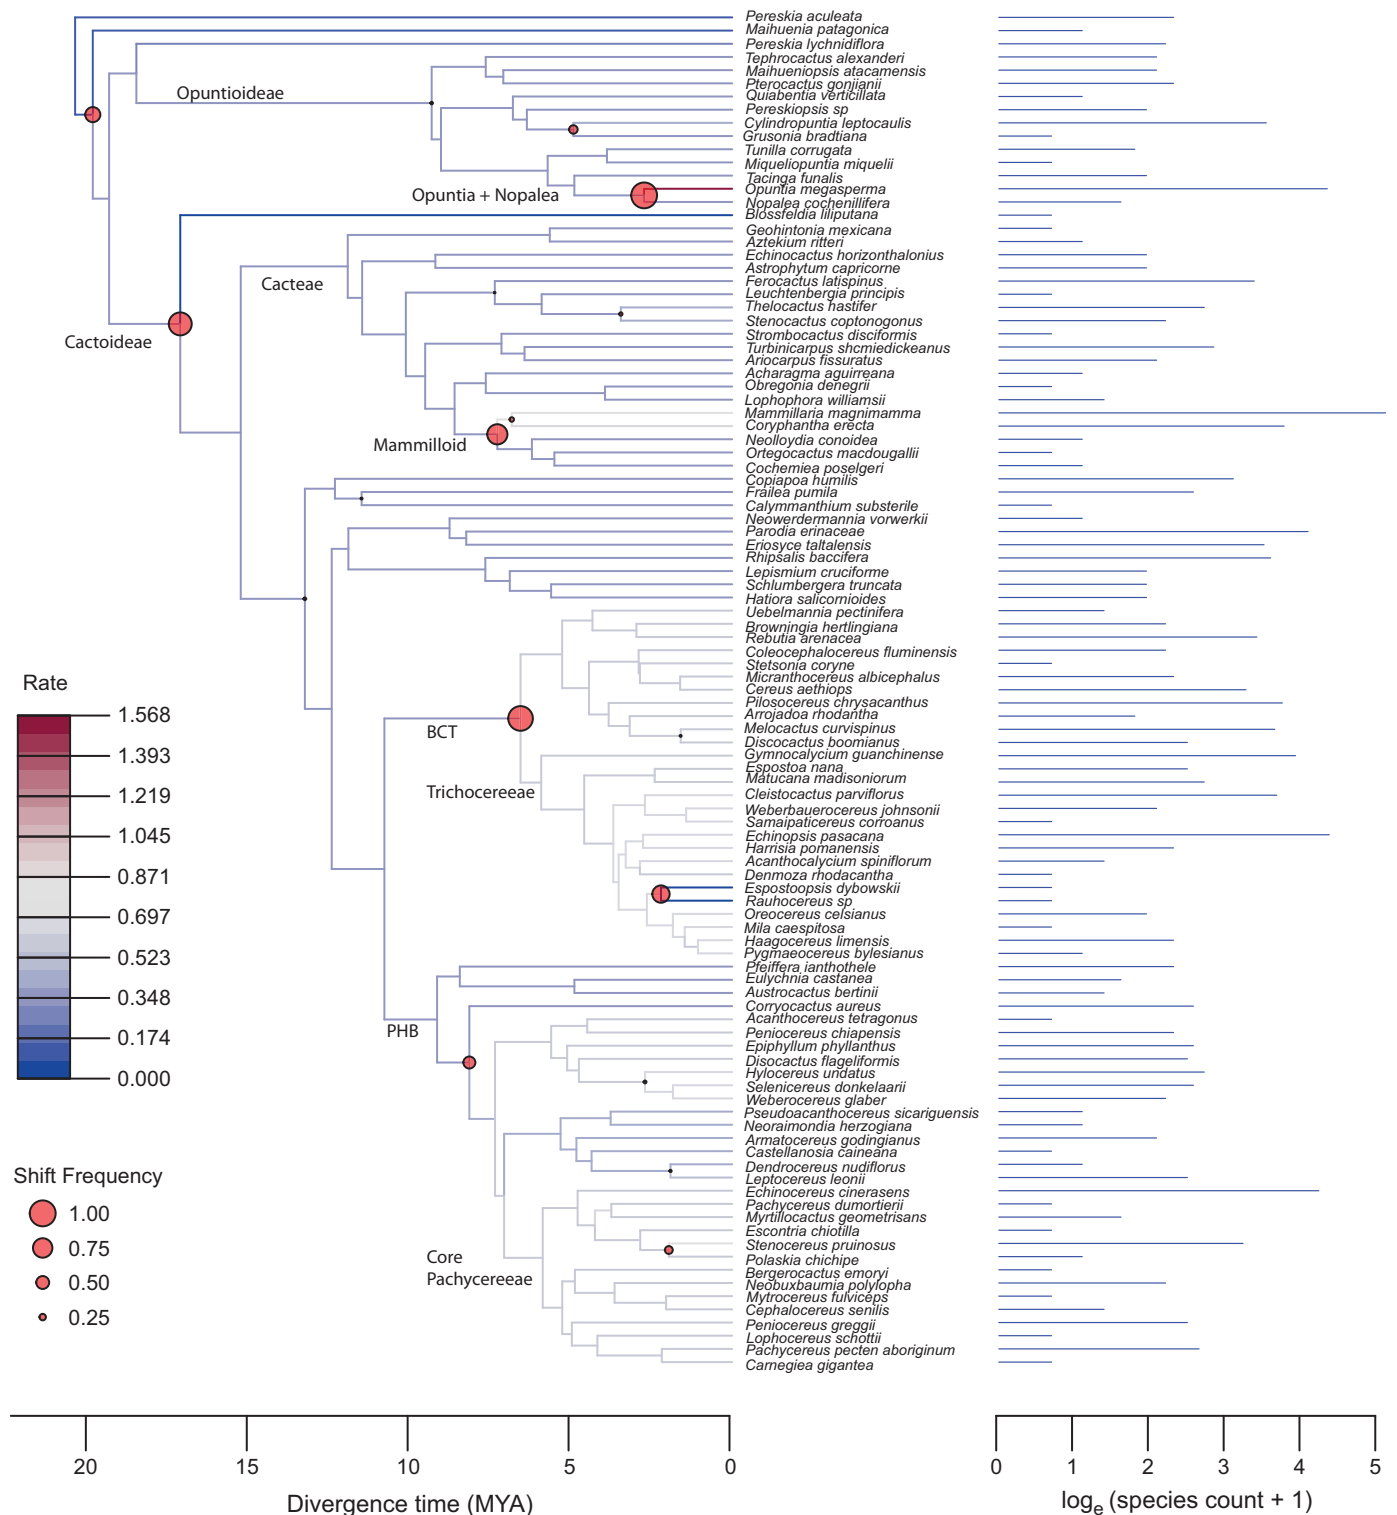 Pereskia aculeata
Maihuenia patagonica
Pereskia lychnidiflora
Tephrocactus alexanderi
Maihueniopsis atacamensis
Pterocactus gonjianii
Quiabentia verticillata
Pereskiopsis sp
Cylindropuntia leptocaulis
Grusonia bradtiana
Tunilla corrugata
Miqueliopuntia miquelii
Tacinga funalis
Opuntia megasperma
Nopalea cochenillifera
Blossfeldia liliputana
Geohintonia mexicana
Aztekium ritteri
Echinocactus horizonthalonius
Astrophytum capricorne
Ferocactus latispinus
Leuchtenbergia principis
Thelocactus hastifer
Stenocactus coptonogonus
Strombocactus disciformis
Turbinicarpus shcmiedickeanus
Ariocarpus fissuratus
Acharagma aguirreana
Obregonia denegrii
Lophophora williamsii
Mammillaria magnimamma
Coryphantha erecta
Neolloydia conoidea
Ortegocactus macdougallii
Cochemiea poselgeri
Copiapoa humilis
Frailea pumila
Calymmanthium substerile
Neowerdermannia vorwerkii
Parodia erinaceae
Eriosyce taltalensis
Rhipsalis baccifera
Lepismium cruciforme
Schlumbergera truncata
Hatiora salicornioides
Uebelmannia pectinifera
Browningia hertlingiana
Rebutia arenacea
Coleocephalocereus fluminensis
Stetsonia coryne
Micranthocereus albicephalus
Cereus aethiops
Pilosocereus chrysacanthus
Arrojadoa rhodantha
Melocactus curvispinus
Discocactus boomianus
Gymnocalycium guanchinense
Espostoa nana
Matucana madisoniorum
Cleistocactus parviflorus
Weberbauerocereus johnsonii
Samaipaticereus corroanus
Echinopsis pasacana
Harrisia pomanensis
Acanthocalycium spiniflorum
Denmoza rhodacantha
Espostoopsis dybowskii
Rauhocereus sp
Oreocereus celsianus
Mila caespitosa
Haagocereus limensis
Pygmaeocereus bylesianus
Pfeiffera ianthothele
Eulychnia castanea
Austrocactus bertinii
Corryocactus aureus
Acanthocereus tetragonus
Peniocereus chiapensis
Epiphyllum phyllanthus
Disocactus flageliformis
Hylocereus undatus
Selenicereus donkelaarii
Weberocereus glaber
Pseudoacanthocereus sicariguensis
Neoraimondia herzogiana
Armatocereus godingianus
Castellanosia caineana
Dendrocereus nudiflorus
Leptocereus leonii
Echinocereus cinerasens
Pachycereus dumortierii
Myrtillocactus geometrisans
Escontria chiotilla
Stenocereus pruinosus
Polaskia chichipe
Bergerocactus emoryi
Neobuxbaumia polylopha
Mytrocereus fulviceps
Cephalocereus senilis
Peniocereus greggii
Lophocereus schottii
Pachycereus pecten aboriginum
Carnegiea gigantea
Opuntioideae
Opuntia + Nopalea
Cactoideae
Cacteae
Mammilloid
BCT
Trichocereeae
PHB
Core
Pachycereeae
Rate
1.568
1.393
1.219
1.045
0.871
0.697
0.523
0.348
0.174
0.000
Shift Frequency
1.00
0.75
0.50
0.25
20 15 10 5 0
Divergence time (MYA)
0 1 2 3 4 5
loge (species count + 1)